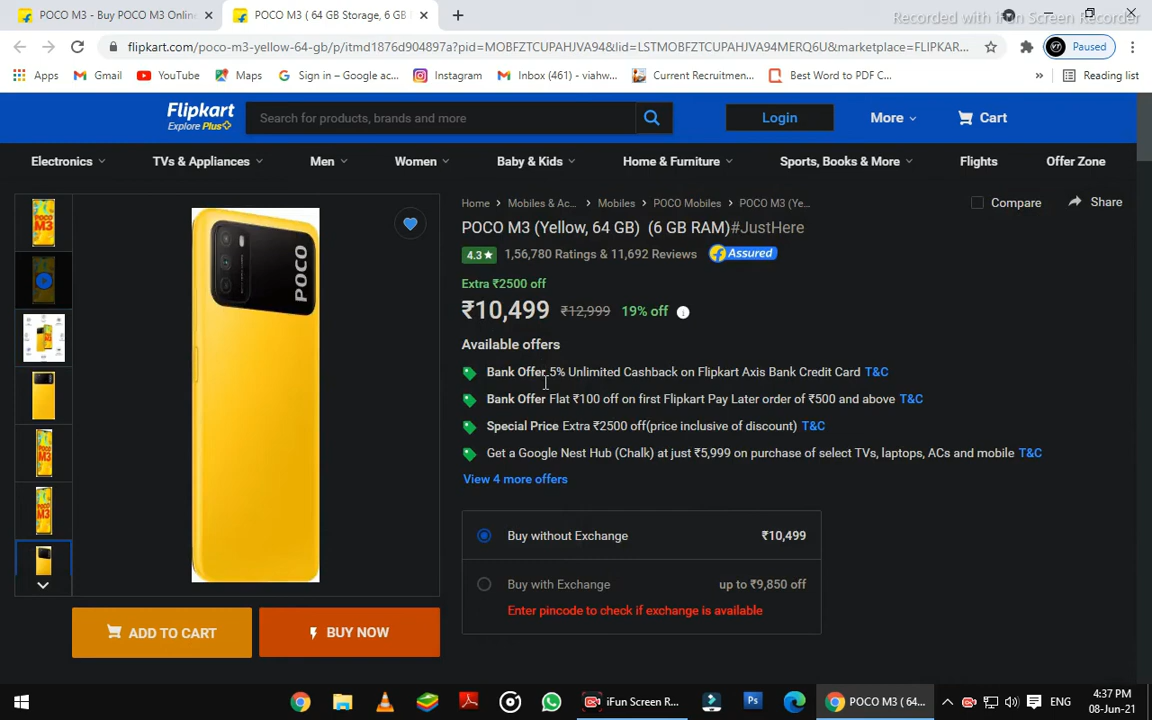 Recorded with iFun Screen Recorder
POCO M3 - Buy POCO M3 Onlin
POCO M3 ( 64 GB Storage, 6 GB
flipkart.com/poco-m3-yellow-64-gb/p/itmd1876d904897a?pid=MOBFZTCUPAHJVA94&lid=LSTMOBFZTCUPAHJVA94MERQ6U&marketplace=FLIPKAR...
Paused
Apps Gmail YouTube Maps Sign in – Google ac... Instagram Inbox (461) - viahw... Current Recruitmen... Best Word to PDF C... » Reading list
Flipkart
Explore Plus
Search for products, brands and more
Login
More
Cart
Electronics TVs & Appliances Men Women Baby & Kids Home & Furniture Sports, Books & More Flights Offer Zone
POCO
M3
POCO
Home Mobiles & Ac... Mobiles POCO Mobiles POCO M3 (Ye...
Compare
Share
POCO M3 (Yellow, 64 GB) (6 GB RAM)#JustHere
4.3★ 1,56,780 Ratings & 11,692 Reviews Assured
Extra ₹2500 off
₹10,499 ₹12,999 19% off
Available offers
Bank Offer 5% Unlimited Cashback on Flipkart Axis Bank Credit Card T&C
Bank Offer Flat ₹100 off on first Flipkart Pay Later order of ₹500 and above T&C
Special Price Extra ₹2500 off(price inclusive of discount) T&C
Get a Google Nest Hub (Chalk) at just ₹5,999 on purchase of select TVs, laptops, ACs and mobile T&C
View 4 more offers
Buy without Exchange ₹10,499
Buy with Exchange up to ₹9,850 off
Enter pincode to check if exchange is available
ADD TO CART
BUY NOW
iFun Screen R...
Ps
POCO M3 ( 64...
ENG
4:37 PM
08-Jun-21